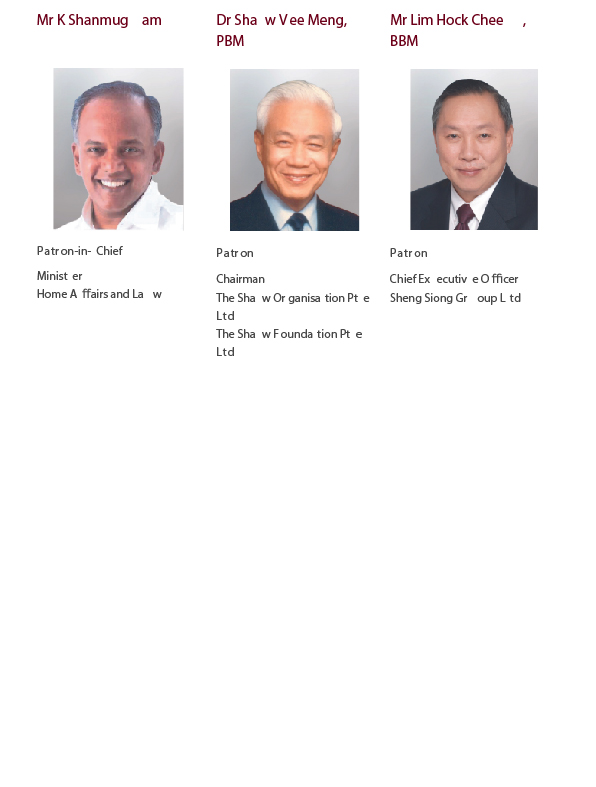 Mr K Shanmugam
Dr Shaw Vee Meng,
PBM
Mr Lim Hock Chee,
BBM
Patron-in-Chief
Minister
Home Affairs and Law
Patron
Chairman
The Shaw Organisation Pte
Ltd
The Shaw Foundation Pte
Ltd
Patron
Chief Executive Officer
Sheng Siong Group Ltd